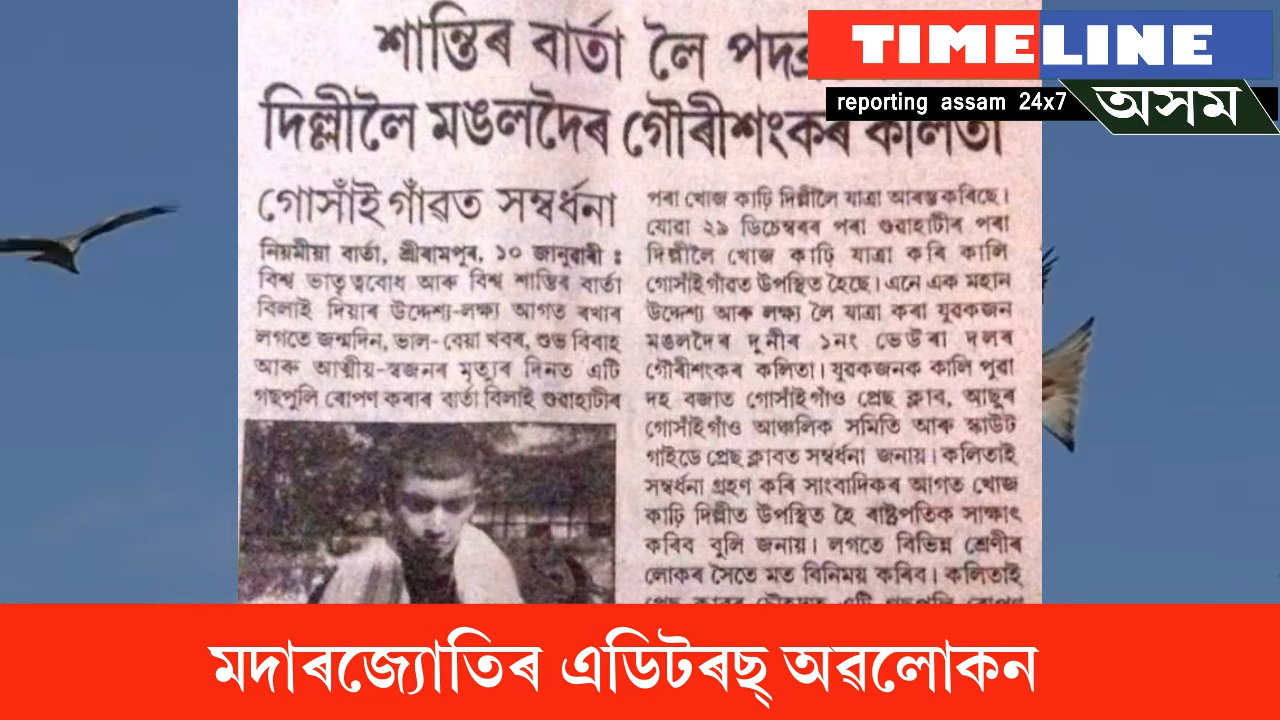 শান্তিৰ বাৰ্তা লৈ
দিল্লীলৈ মঙলদৈৰ গৌৰীশংকৰ কলিতা
TIMELINE
reporting assam 24x7
অসম
গোসাঁই গাঁৱত সম্বৰ্ধনা
নিয়মীয়া বাৰ্তা, শ্ৰীৰামপুৰ, ১০ জানুৱাৰী :
বিশ্ব ভাতৃত্ববোধ আৰু বিশ্ব শান্তিৰ বাৰ্তা
বিলাই দিয়াৰ উদ্দেশ্য-লক্ষ্য আগত ৰখাৰ
লগতে জন্মদিন, ভাল- বেয়া খবৰ, শুভ বিবাহ
আৰু আত্মীয়-স্বজনৰ মৃত্যুৰ দিনত এটি
গছপুলি ৰোপণ কৰাৰ বাৰ্তা বিলাই গুৱাহাটীৰ
পৰা খোজ কাঢ়ি দিল্লীলৈ যাত্ৰা আৰম্ভ কৰিছে।
যোৱা ২৯ ডিচেম্বৰৰ পৰা গুৱাহাটীৰ পৰা
দিল্লীলৈ খোজ কাঢ়ি যাত্ৰা কৰি কালি
গোসাঁই গাঁৱত উপস্থিত হৈছে। এনে এক মহান
উদ্দেশ্য আৰু লক্ষ্য লৈ যাত্ৰা কৰা যুৱকজন
মঙলদৈৰ দুনীৰ ১নং ভেউৰা দলৰ
গৌৰীশংকৰ কলিতা। যুৱকজনক কালি পুৱা
দহ বজাত গোসাঁই গাঁও প্ৰেছ ক্লাব, আছুৰ
গোসাঁই গাঁও আঞ্চলিক সমিতি আৰু স্কাউট
গাইডে প্ৰেছ ক্লাবত সম্বৰ্ধনা জনায়। কলিতাই
সম্বৰ্ধনা গ্ৰহণ কৰি সাংবাদিকৰ আগত খোজ
কাঢ়ি দিল্লীত উপস্থিত হৈ ৰাষ্ট্ৰপতিক সাক্ষাৎ
কৰিব বুলি জনায়। লগতে বিভিন্ন শ্ৰেণীৰ
লোকৰ সৈতে মত বিনিময় কৰিব। কলিতাই
মদাৰজ্যোতিৰ এডিটৰছ্ অৱলোকন